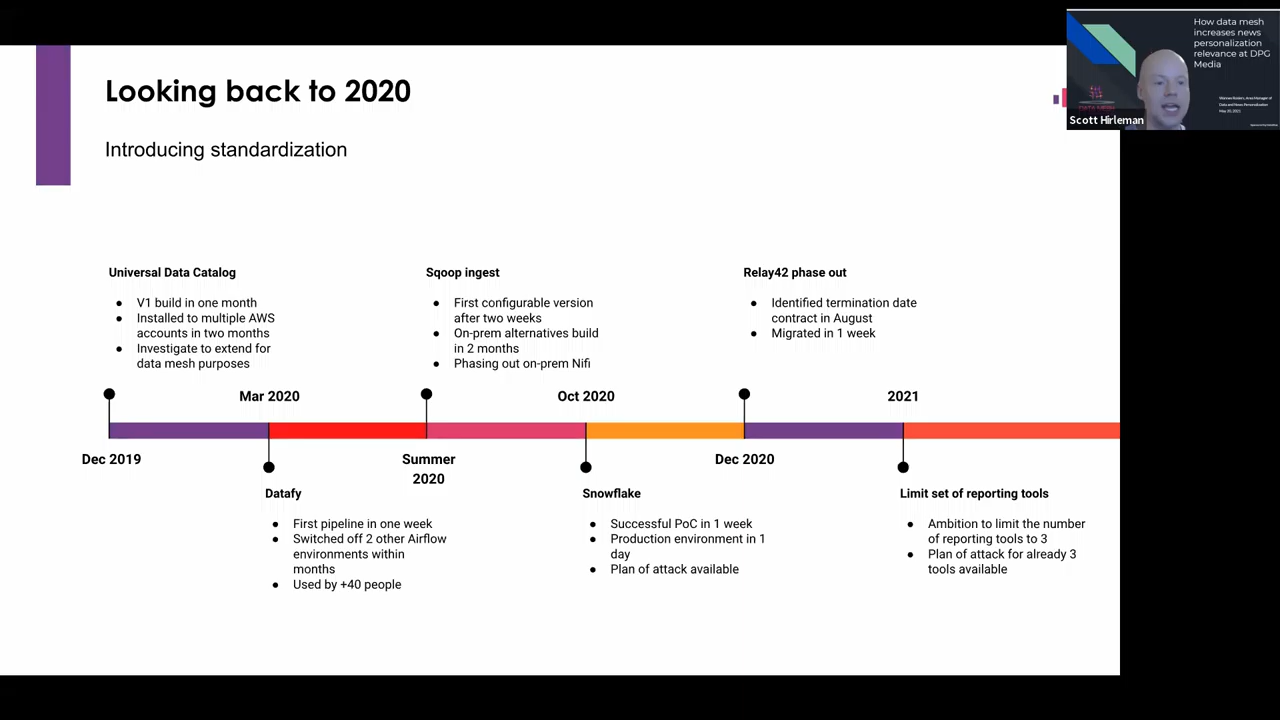 Looking back to 2020
Introducing standardization
How data mesh
increases news
personalization
relevance at DPG
Media
May 20, 2021
Scott Hirleman
Universal Data Catalog
● V1 build in one month
● Installed to multiple AWS
accounts in two months
● Investigate to extend for
data mesh purposes
Sqoop ingest
● First configurable version
after two weeks
● On-prem alternatives build
in 2 months
● Phasing out on-prem Nifi
Relay42 phase out
● Identified termination date
contract in August
● Migrated in 1 week
Mar 2020
Oct 2020
2021
Dec 2019
Summer
2020
Dec 2020
Datafy
● First pipeline in one week
● Switched off 2 other Airflow
environments within
months
● Used by +40 people
Snowflake
● Successful PoC in 1 week
● Production environment in 1
day
● Plan of attack available
Limit set of reporting tools
● Ambition to limit the number
of reporting tools to 3
● Plan of attack for already 3
tools available